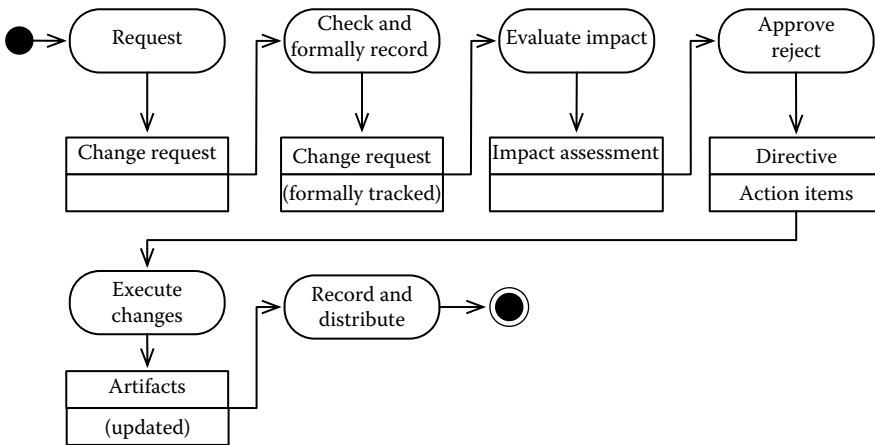 Request
Check and
formally record
Evaluate impact
Approve
reject
Change request
Change request
(formally tracked)
Impact assessment
Directive
Action items
Execute
changes
Record and
distribute
Artifacts
(updated)